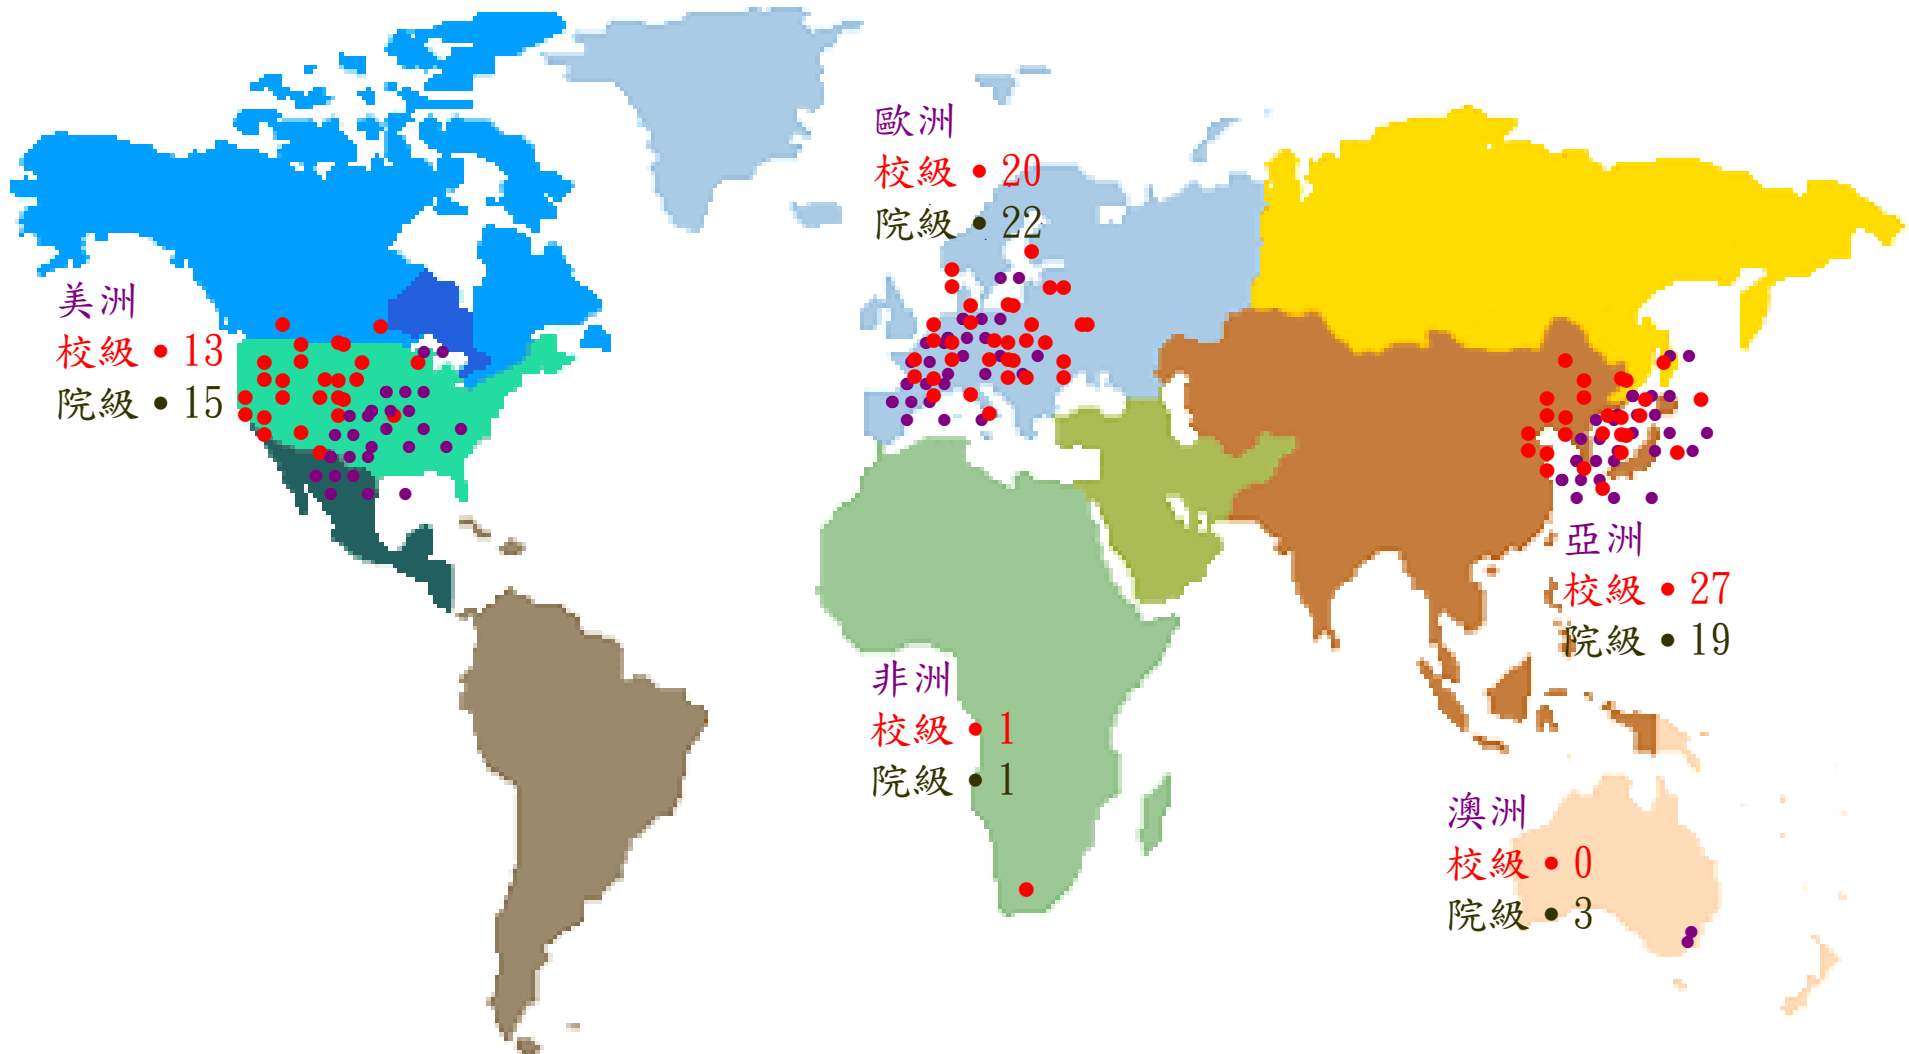 歐洲
校級 • 20
院級 • 22
美洲
校級 • 13
院級 • 15
亞洲
校級 • 27
院級 • 19
非洲
校級 • 1
院級 • 1
澳洲
校級 • 0
院級 • 3